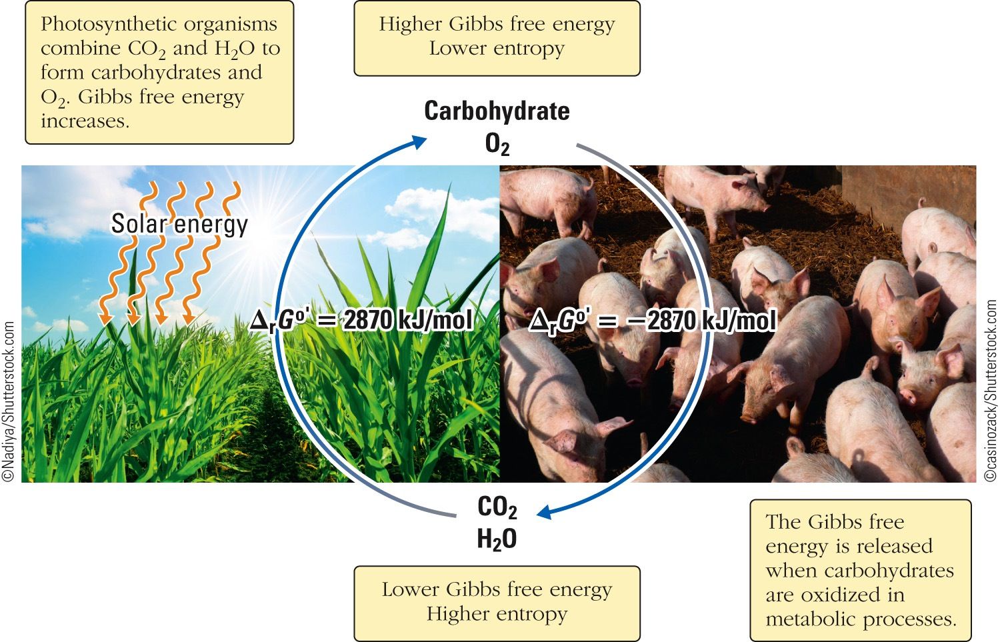 Photosynthetic organisms
combine CO₂ and H₂O to
form carbohydrates and
O₂. Gibbs free energy
increases.
Higher Gibbs free energy
Lower entropy
Carbohydrate
O₂
Solar energy
ΔᵣG°' = 2870 kJ/mol
ΔᵣG°' = −2870 kJ/mol
©Nadiya/Shutterstock.com
©casinozack/Shutterstock.com
CO₂
H₂O
Lower Gibbs free energy
Higher entropy
The Gibbs free
energy is released
when carbohydrates
are oxidized in
metabolic processes.